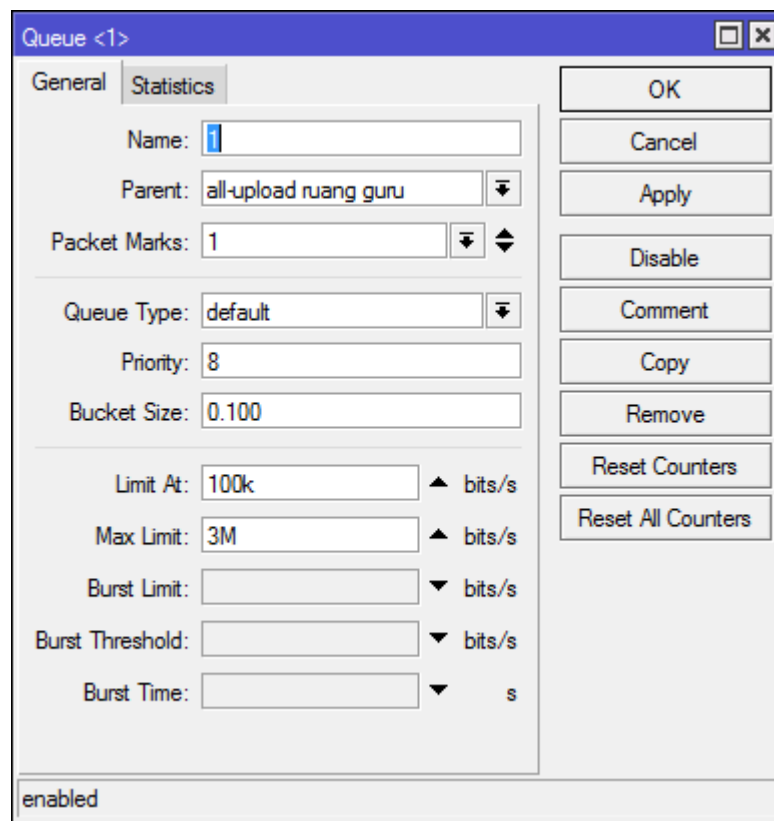 Queue <1>
General
Statistics
Name: 1
Parent: all-upload ruang guru
Packet Marks: 1
Queue Type: default
Priority: 8
Bucket Size: 0.100
Limit At: 100k bits/s
Max Limit: 3M bits/s
Burst Limit: bits/s
Burst Threshold: bits/s
Burst Time: s
OK
Cancel
Apply
Disable
Comment
Copy
Remove
Reset Counters
Reset All Counters
enabled